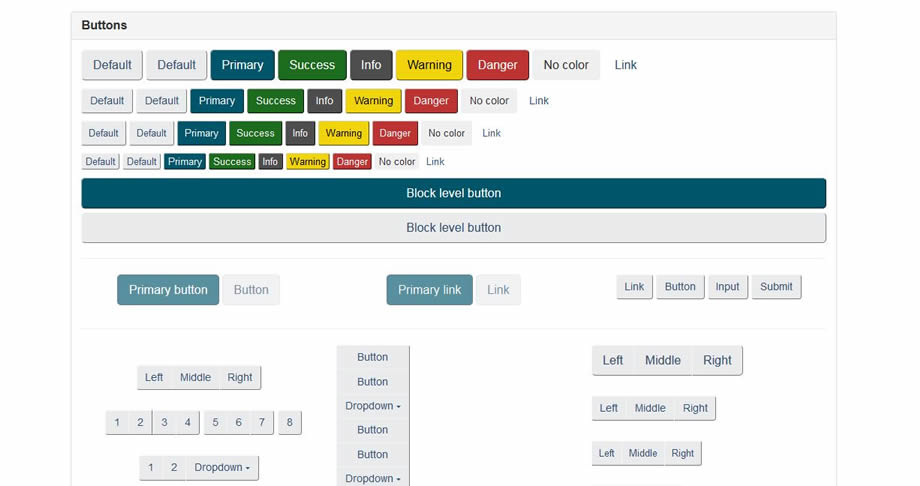 Buttons
Default Default Primary Success Info Warning Danger No color Link
Default Default Primary Success Info Warning Danger No color Link
Default Default Primary Success Info Warning Danger No color Link
Default Default Primary Success Info Warning Danger No color Link
Block level button
Block level button
Primary button Button Primary link Link Link Button Input Submit
Left Middle Right
1 2 3 4 5 6 7 8
1 2 Dropdown
Button
Button
Dropdown
Button
Button
Dropdown
Left Middle Right
Left Middle Right
Left Middle Right